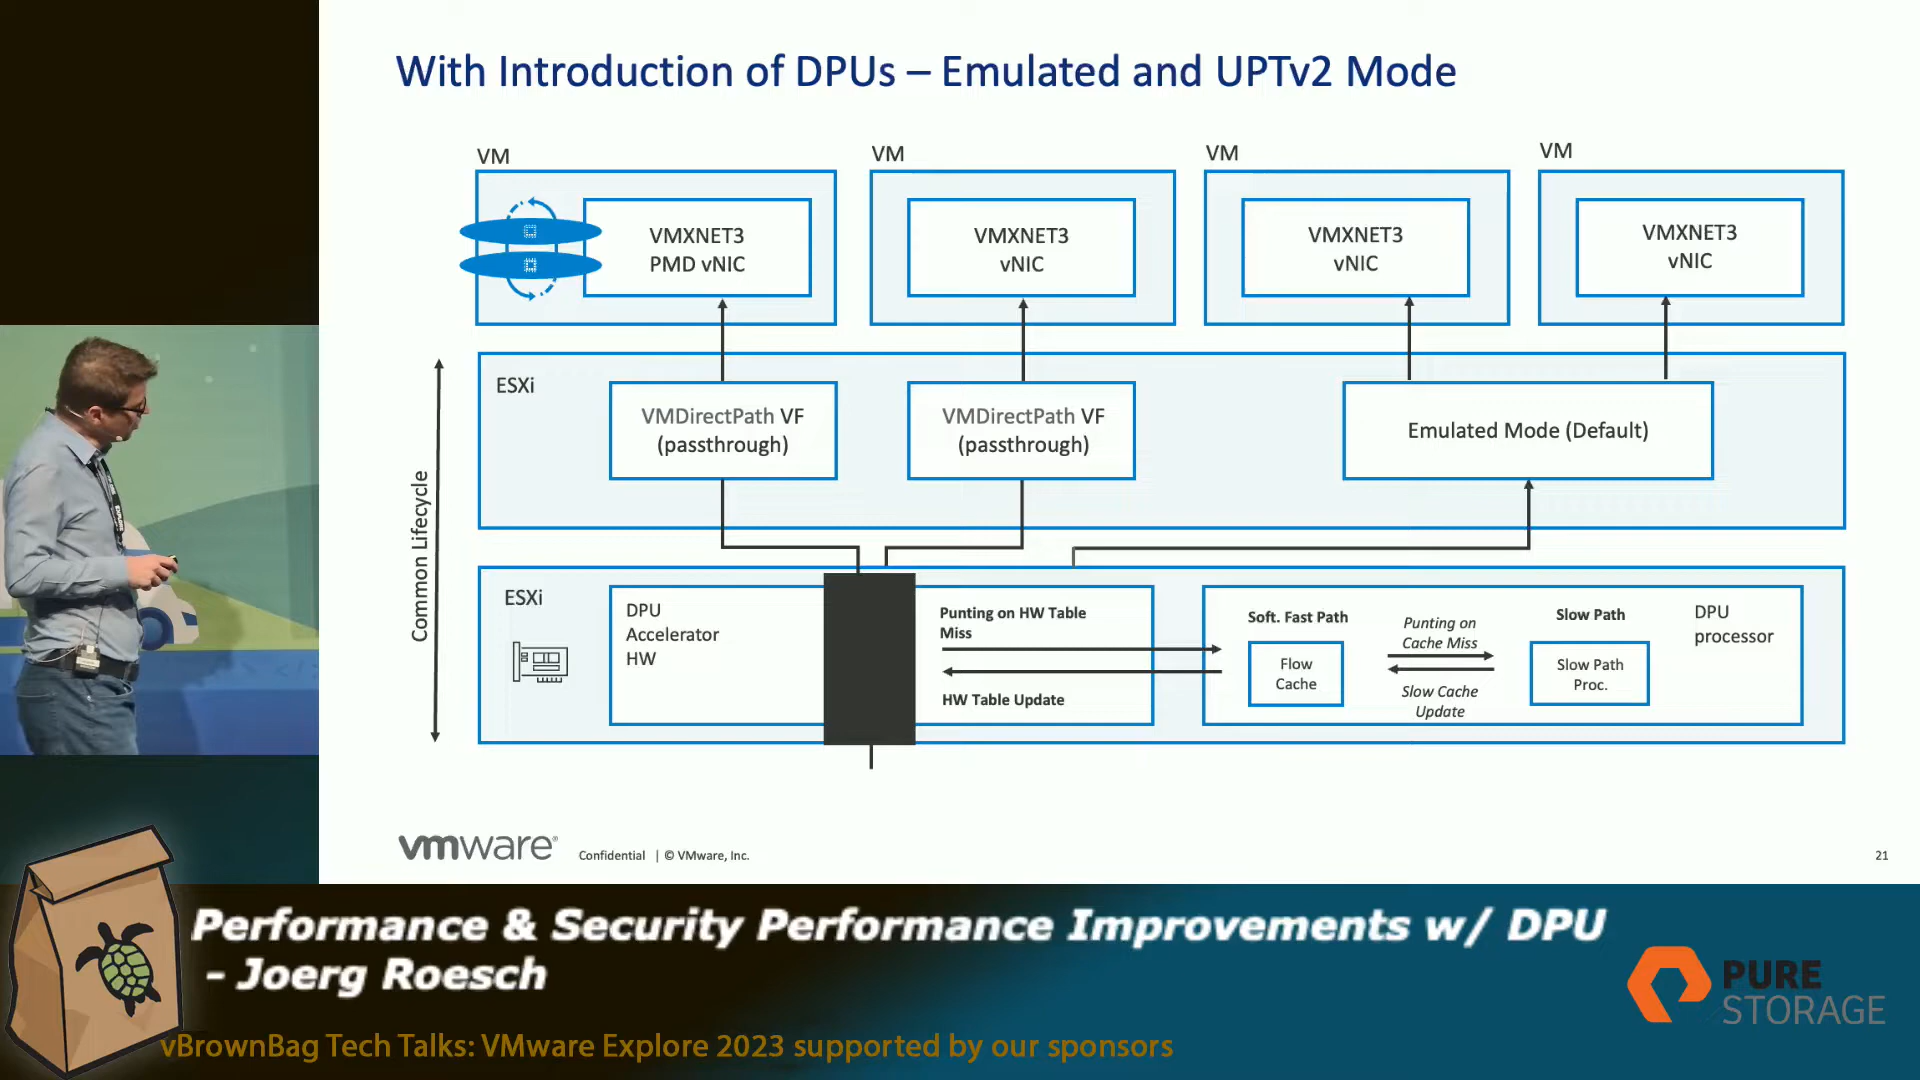 With Introduction of DPUs – Emulated and UPTv2 Mode
VM
VM
VM
VM
VMXNET3
PMD vNIC
VMXNET3
vNIC
VMXNET3
vNIC
VMXNET3
vNIC
Common Lifecycle
ESXi
VMDirectPath VF
(passthrough)
VMDirectPath VF
(passthrough)
Emulated Mode (Default)
ESXi
DPU
Accelerator
HW
Punting on HW Table
Miss
HW Table Update
Soft. Fast Path
Flow
Cache
Punting on
Cache Miss
Slow Cache
Update
Slow Path
Slow Path
Proc.
DPU
processor
vmware®
Confidential | © VMware, Inc.
21
Performance & Security Performance Improvements w/ DPU
- Joerg Roesch
PURE
STORAGE
vBrownBag Tech Talks: VMware Explore 2023 supported by our sponsors